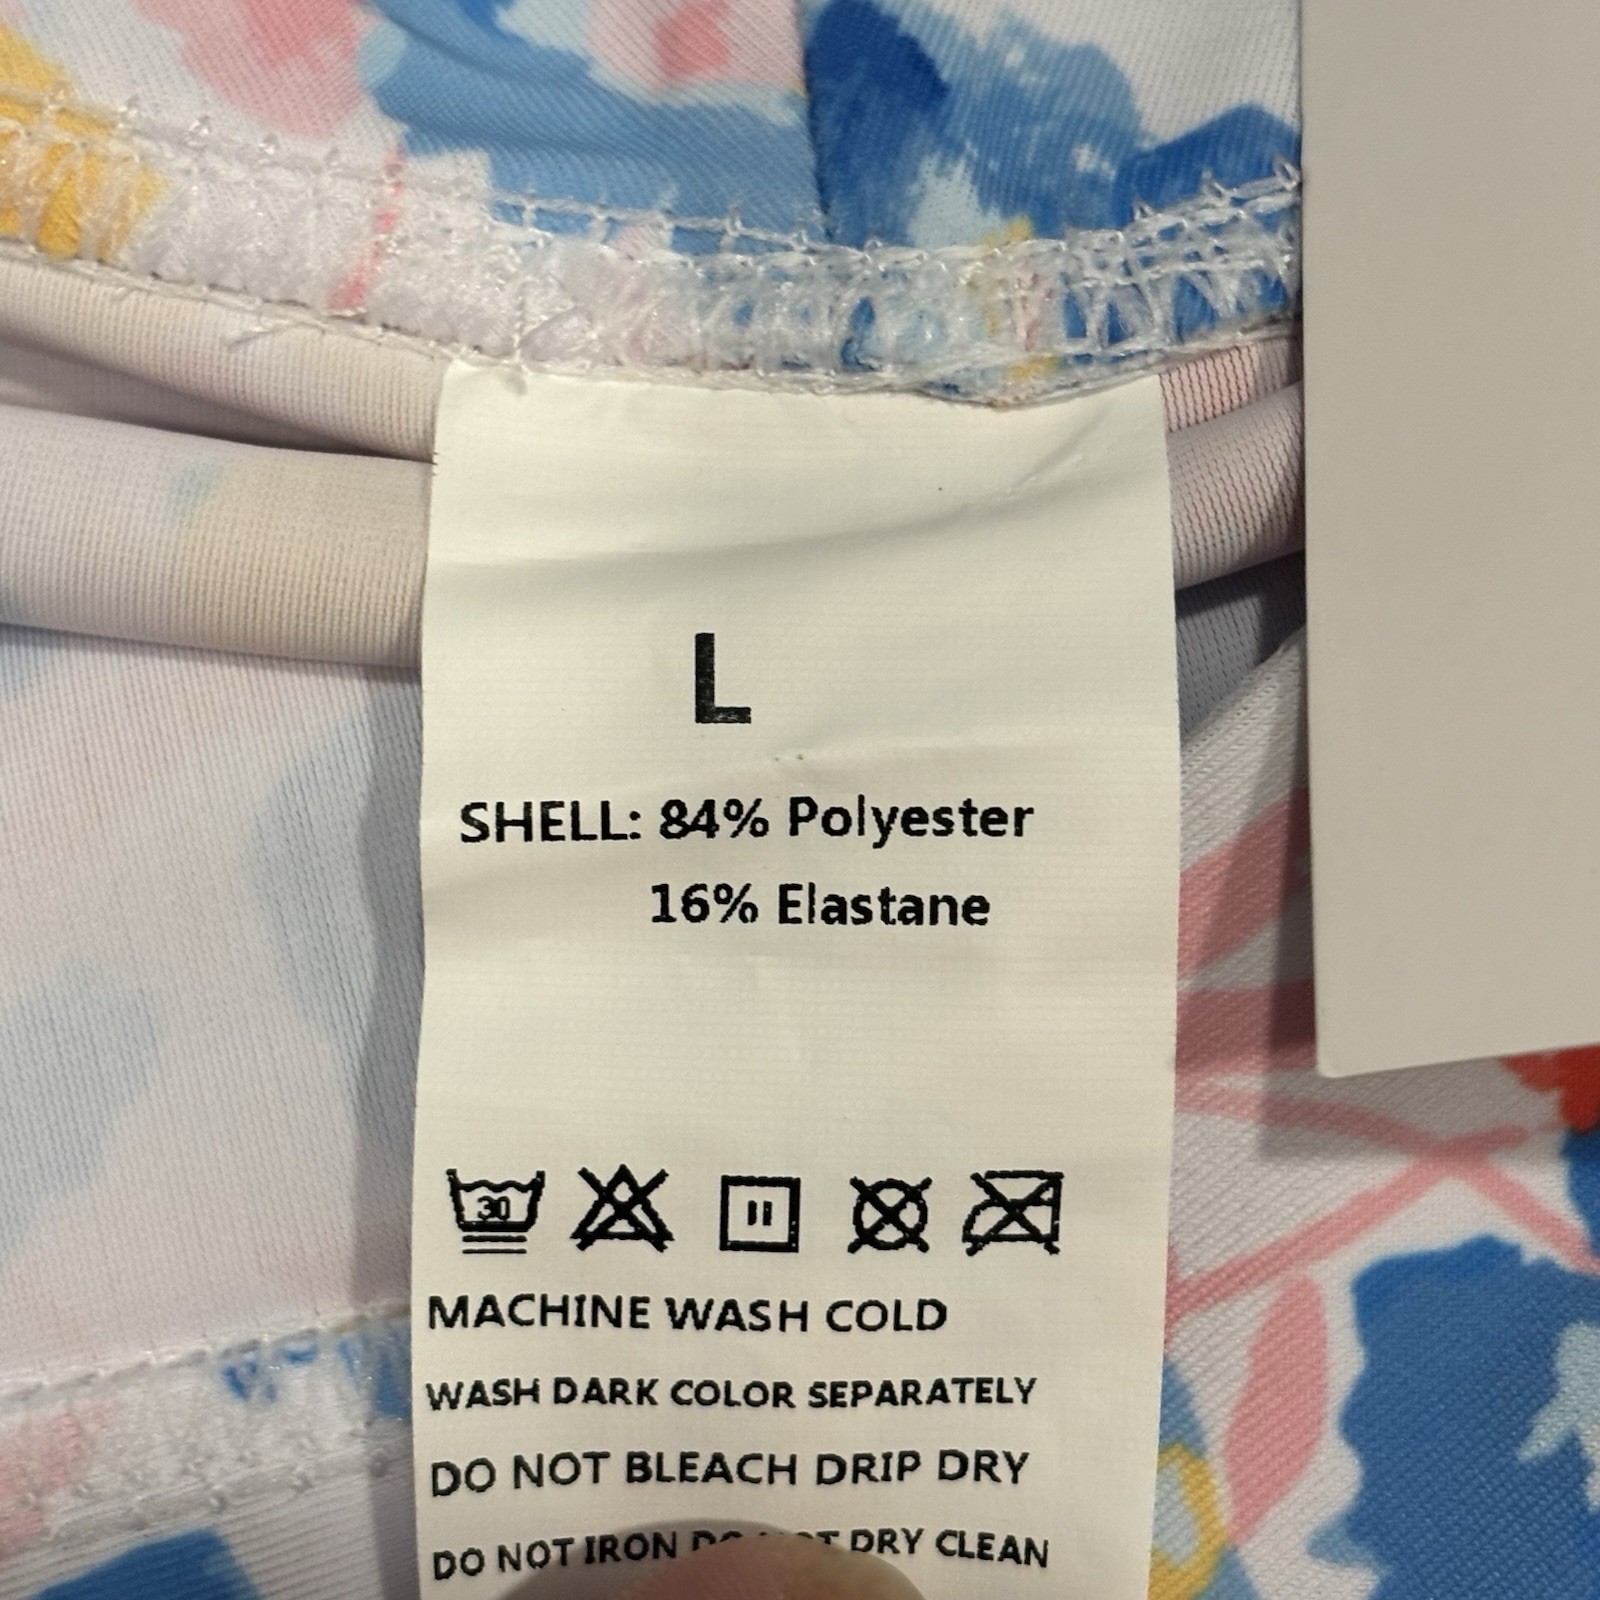 L
SHELL: 84% Polyester
16% Elastane
30
MACHINE WASH COLD
WASH DARK COLOR SEPARATELY
DO NOT BLEACH DRIP DRY
DO NOT IRON DRY CLEAN